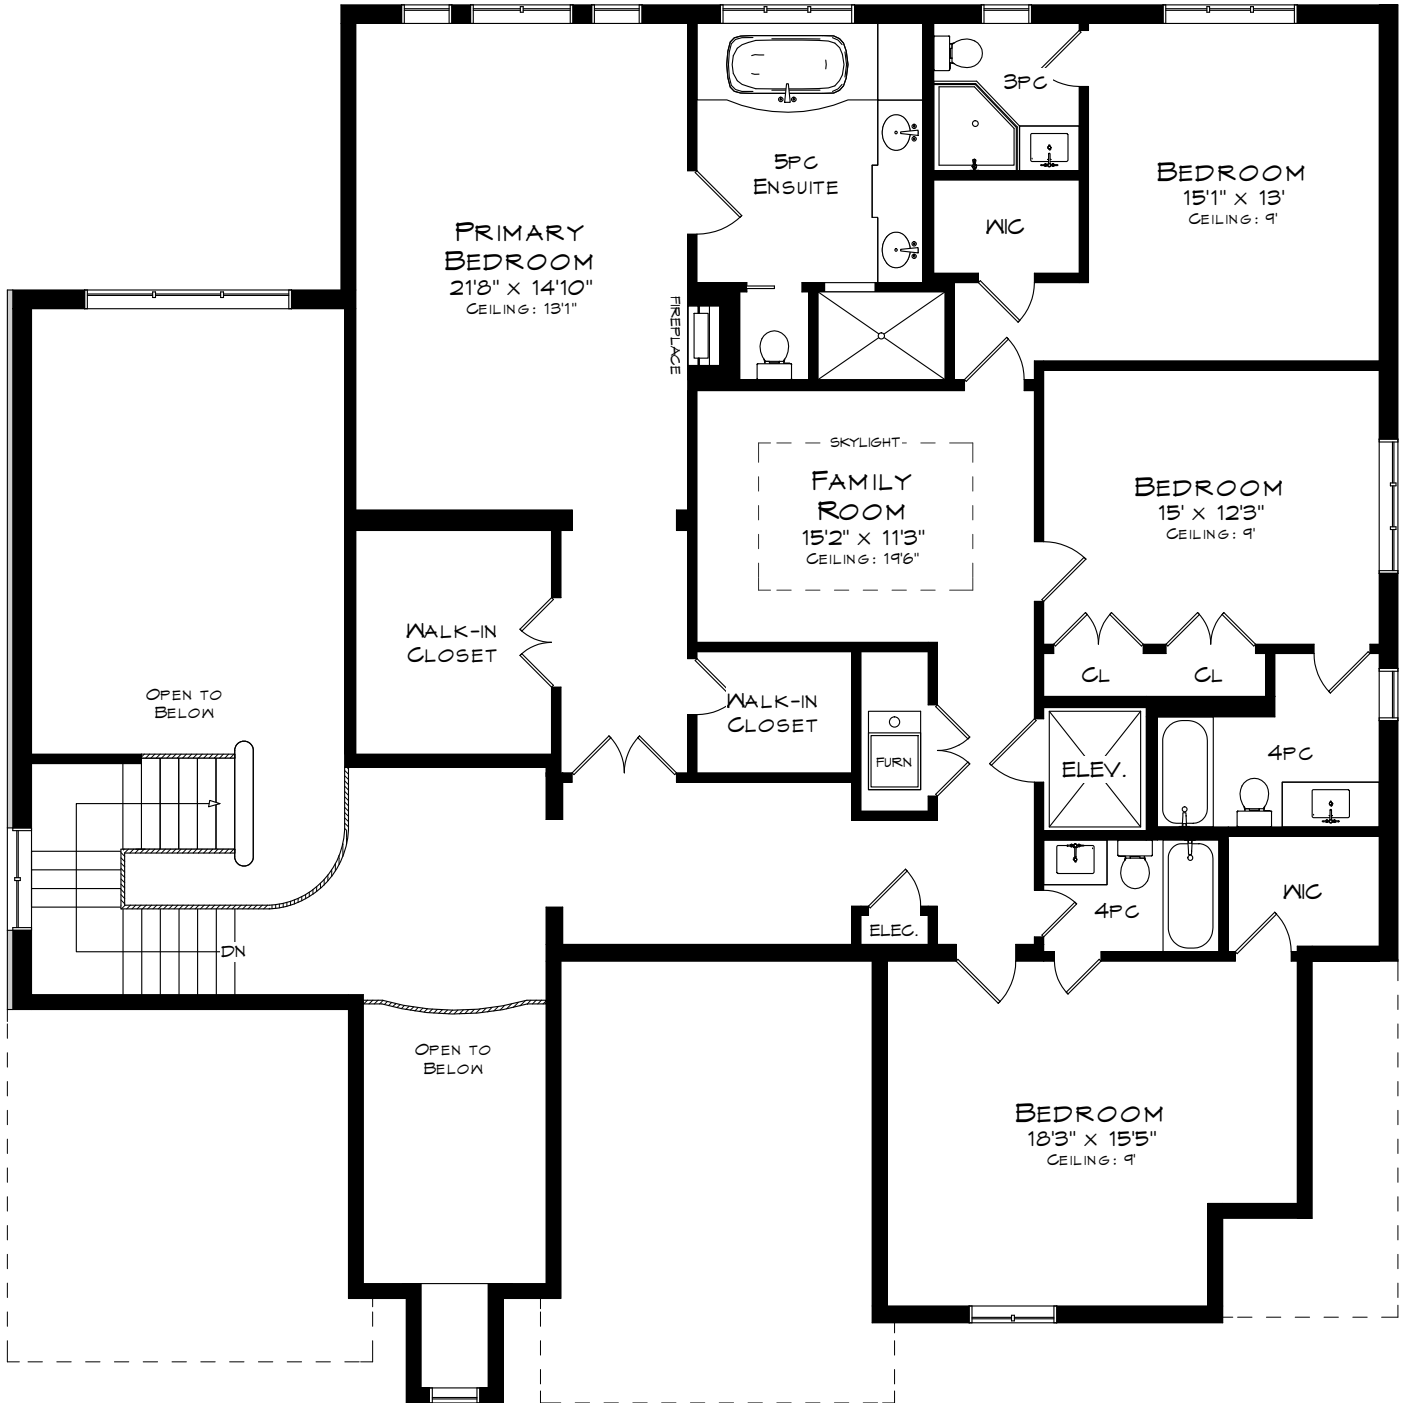 3PC
5PC
ENSUITE
BEDROOM
15'1" X 13'
CEILING: 9'
WIC
PRIMARY
BEDROOM
21'8" X 14'10"
CEILING: 13'1"
FIREPLACE
SKYLIGHT
FAMILY
ROOM
15'2" X 11'3"
CEILING: 19'6"
BEDROOM
15' X 12'3"
CEILING: 9'
WALK-IN
CLOSET
CL
CL
OPEN TO
BELOW
WALK-IN
CLOSET
FURN
ELEV.
4PC
WIC
4PC
ELEC.
DN
OPEN TO
BELOW
BEDROOM
18'3" X 15'5"
CEILING: 9'